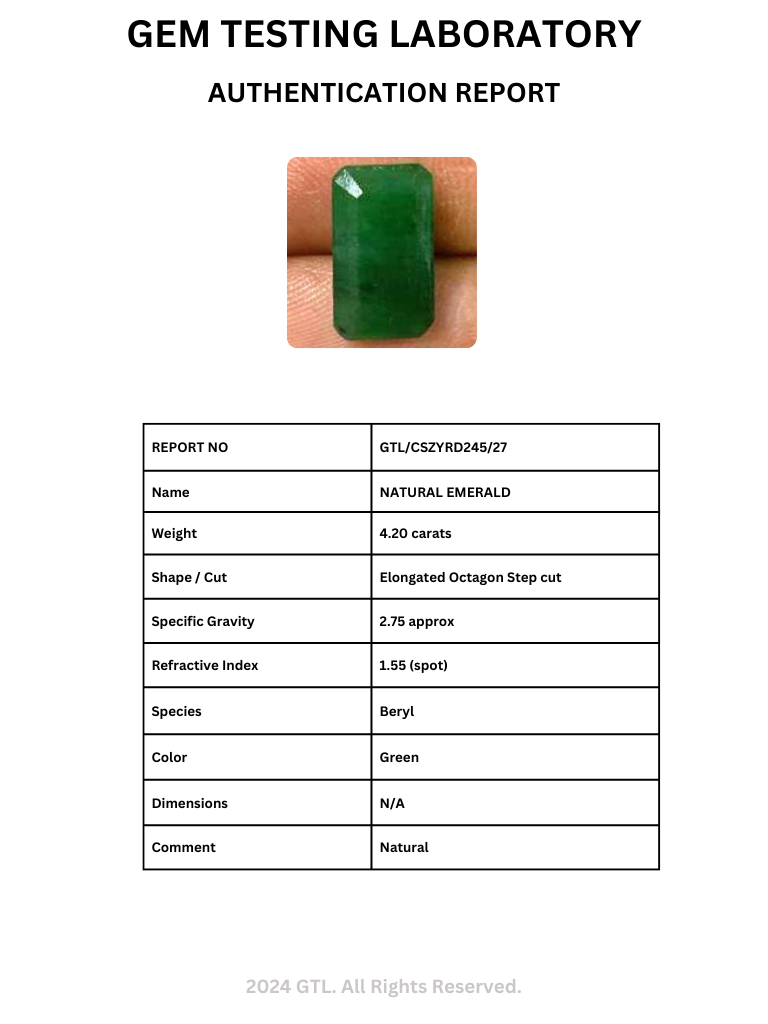 GEM TESTING LABORATORY
AUTHENTICATION REPORT
REPORT NO GTL/CSZYRD245/27
Name NATURAL EMERALD
Weight 4.20 carats
Shape / Cut Elongated Octagon Step cut
Specific Gravity 2.75 approx
Refractive Index 1.55 (spot)
Species Beryl
Color Green
Dimensions N/A
Comment Natural
2024 GTL. All Rights Reserved.